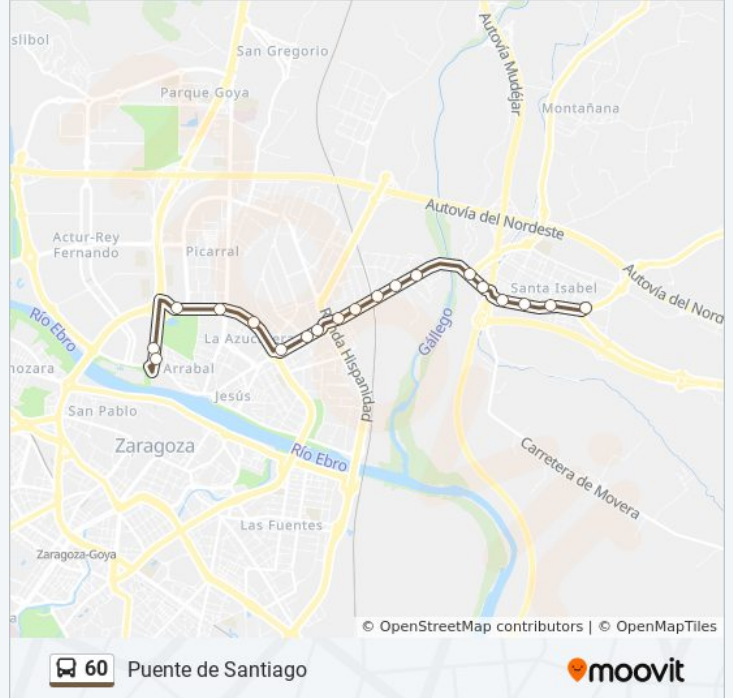 slibol
San Gregorio
Autovía Mudéjar
Parque Goya
Montañana
Autovía del Nordeste
Actur-Rey
Fernando
Picarral
Santa Isabel
Autovía del Nord
Río Ebro
La Azucarera
Ronda Hispanidad
Gállego
nozara
Arrabal
Jesús
San Pablo
Zaragoza
Río Ebro
Carretera de Movera
Las Fuentes
Zaragoza-Goya
a
© OpenStreetMap contributors | © OpenMapTiles
60 Puente de Santiago
moovit